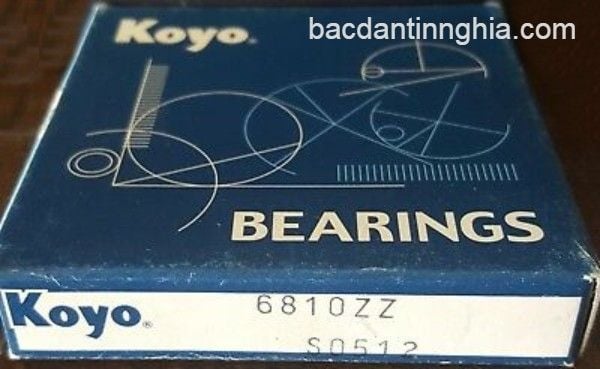 bacdantinnghia.com
Koyo®
BEARINGS
Koyo®
6810ZZ
S0512